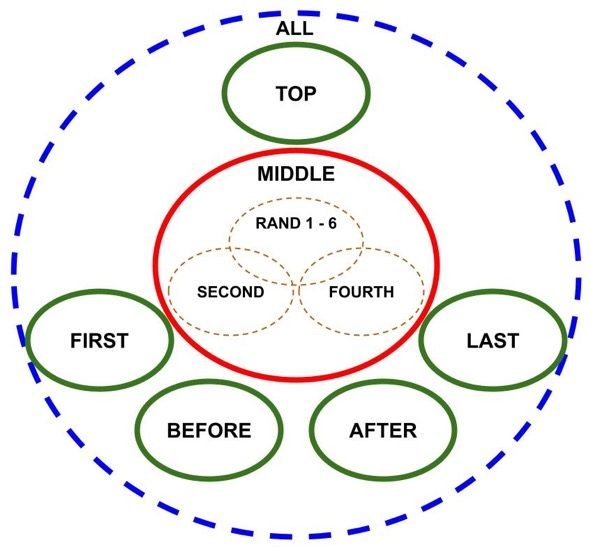 ALL
TOP
MIDDLE
RAND 1 - 6
SECOND
FOURTH
FIRST
LAST
BEFORE
AFTER